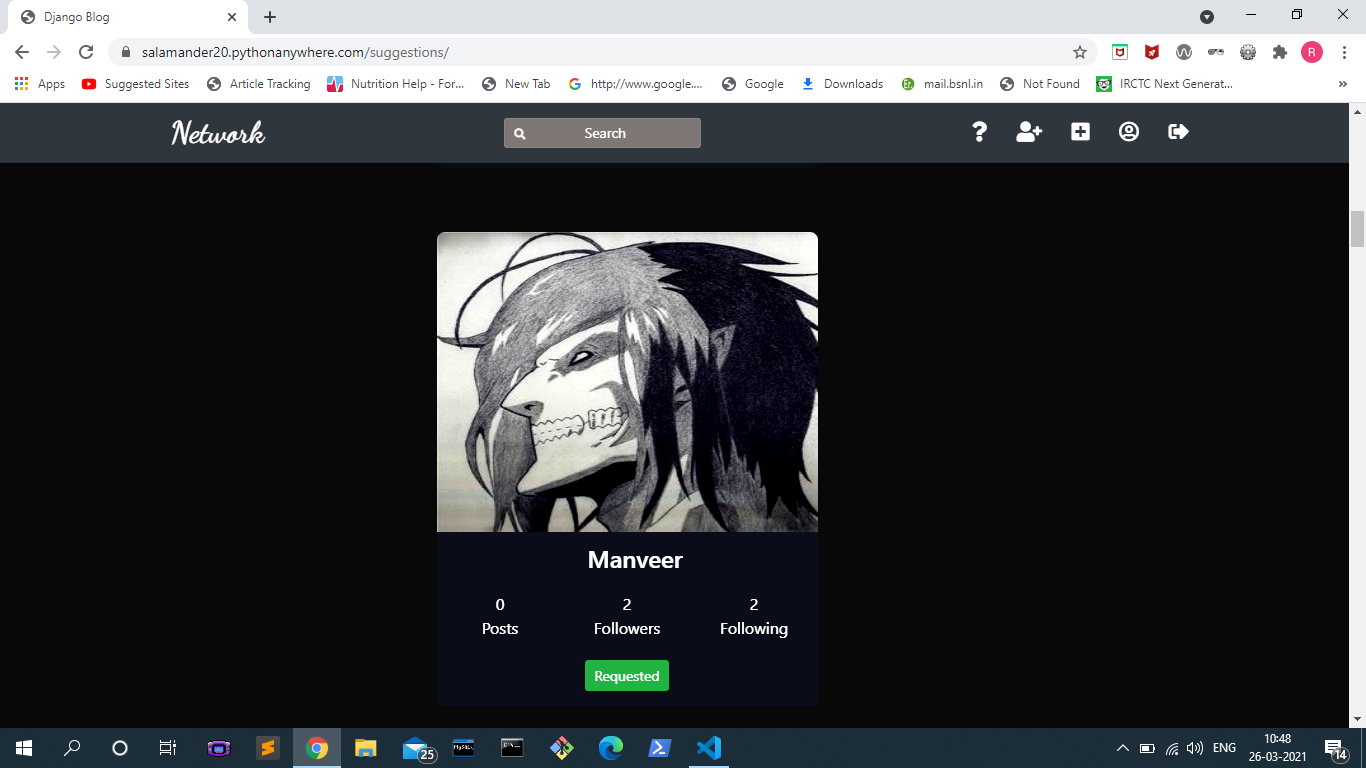 Django Blog
salamander20.pythonanywhere.com/suggestions/
R
Apps Suggested Sites Article Tracking Nutrition Help - For... New Tab http://www.google.... Google Downloads mail.bsnl.in Not Found IRCTC Next Generat... »
Network Search
Manveer
0 2 2
Posts Followers Following
Requested
25 ENG 10:48
26-03-2021 14